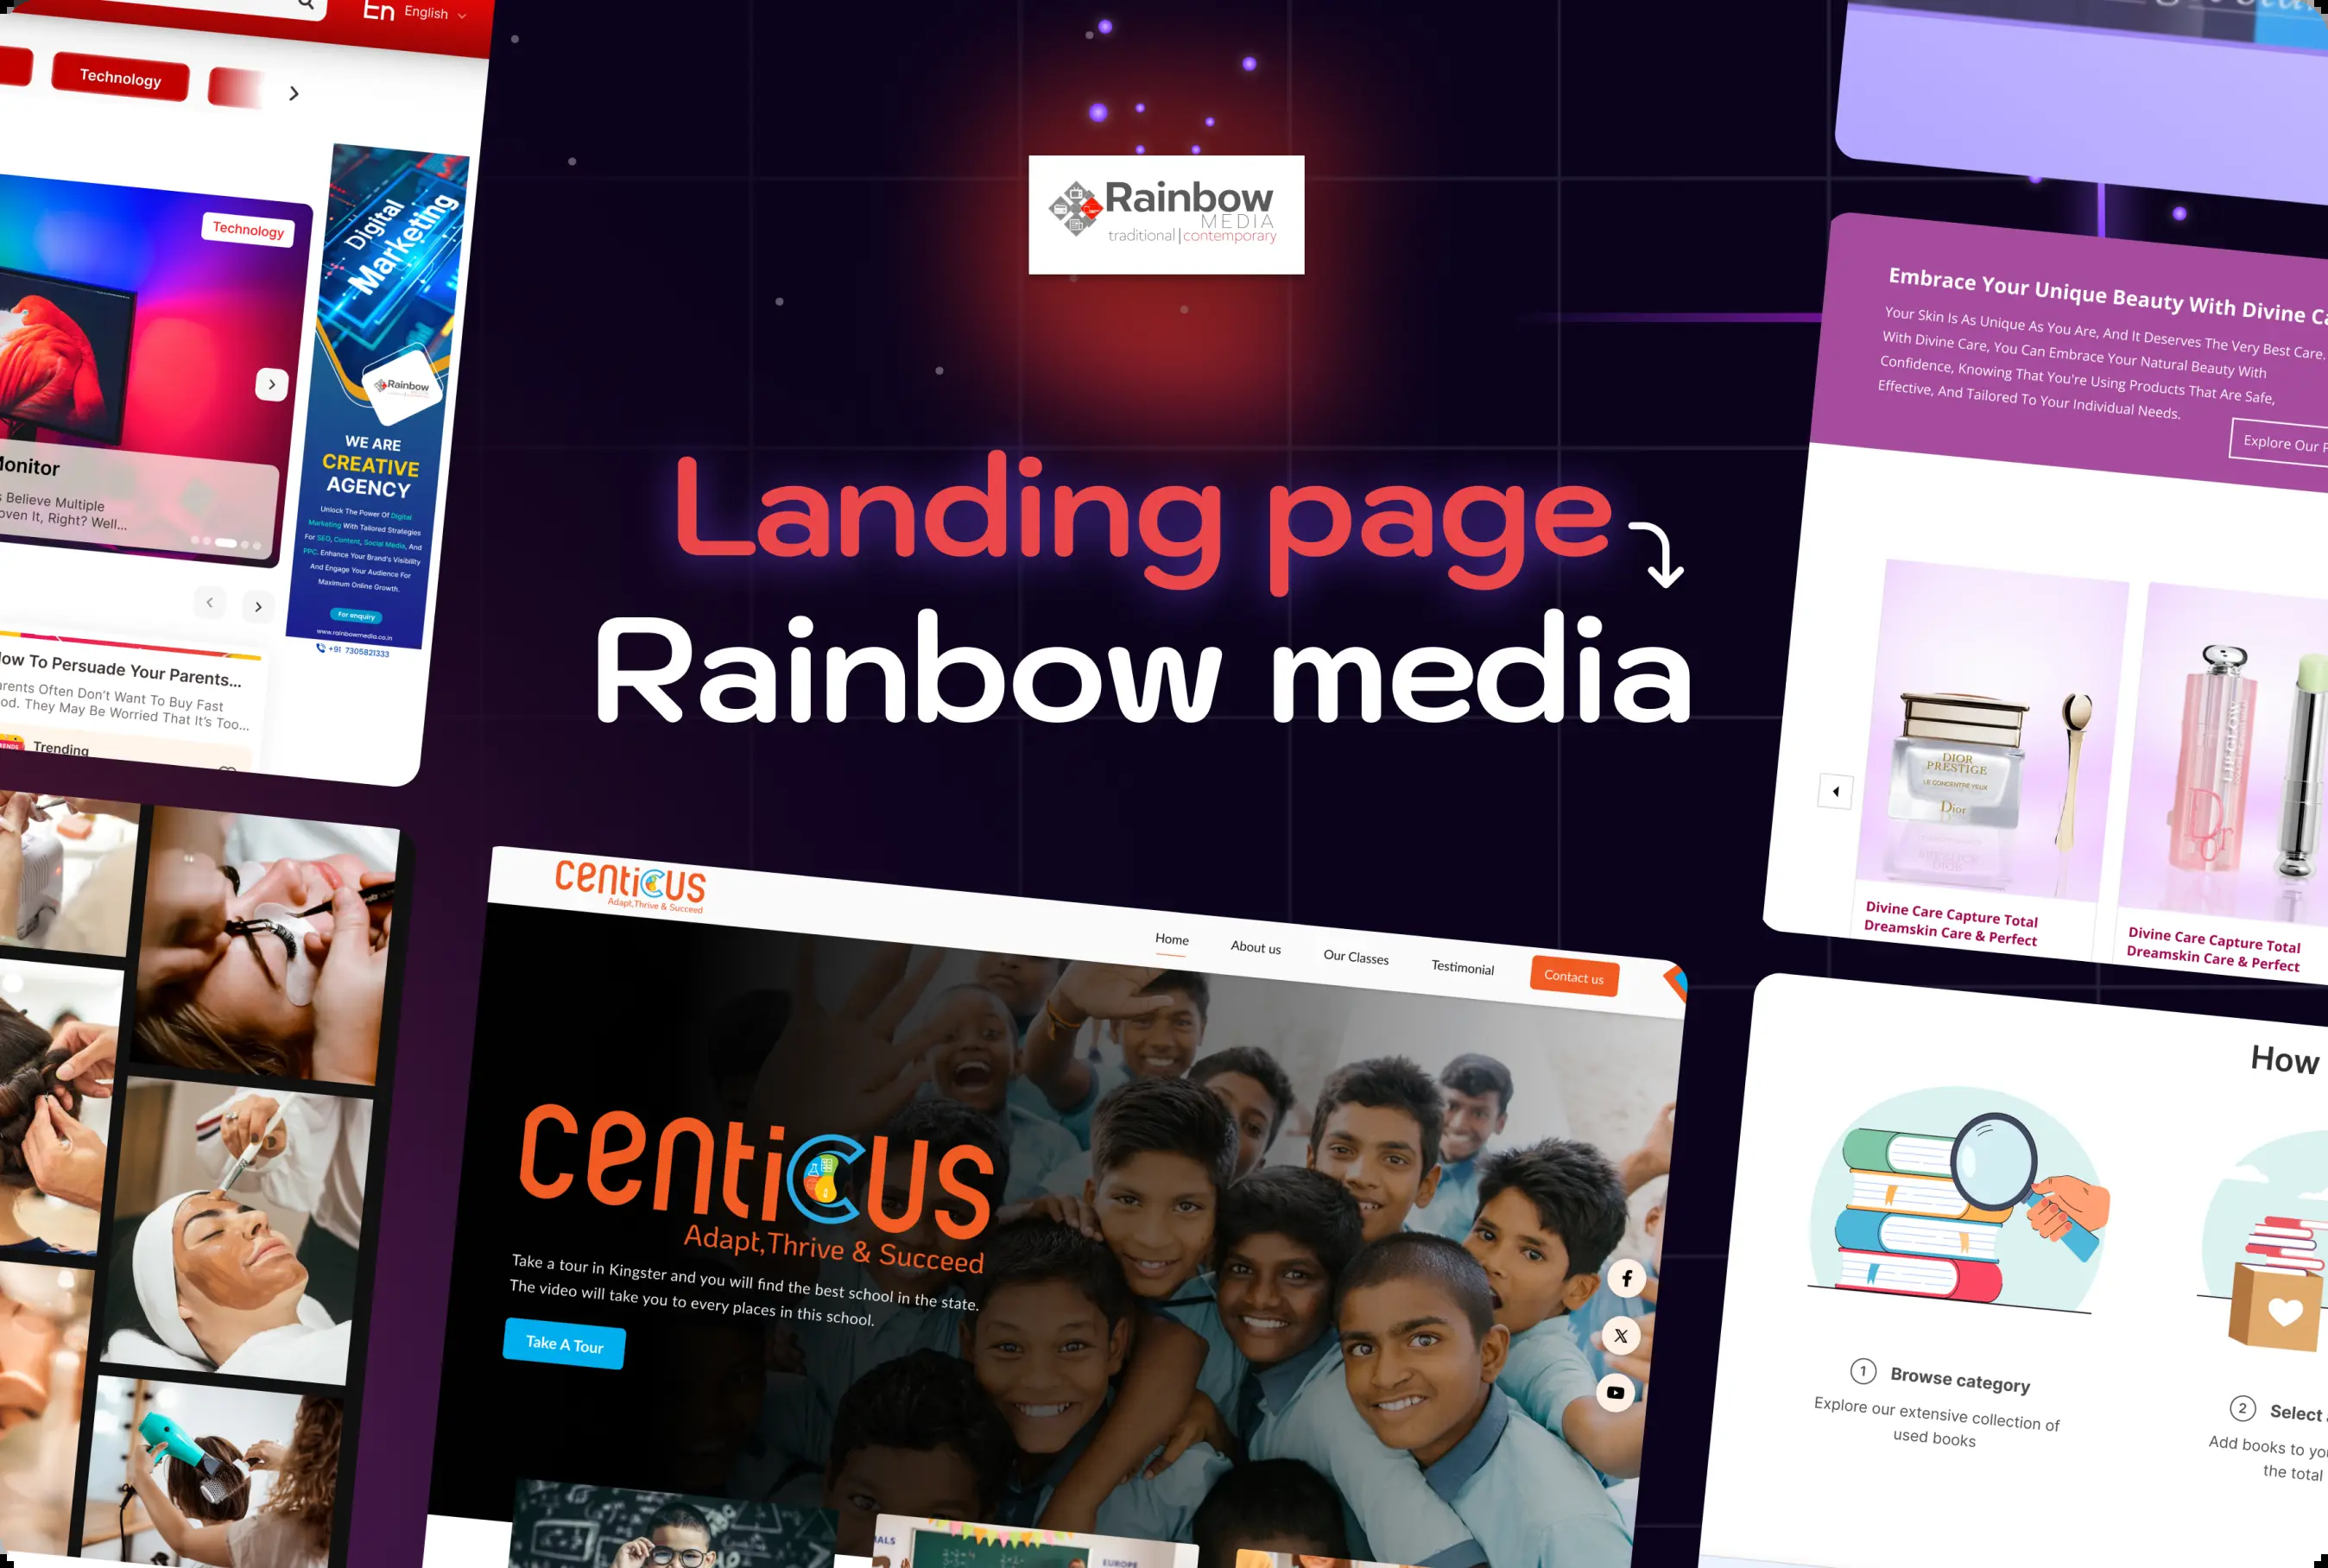 En English
Technology
Technology
Digital
Marketing
Rainbow
WE ARE
CREATIVE
AGENCY
Unlock The Power Of Digital
Marketing With Tailored Strategies
For SEO, Content, Social Media, And
PPC. Enhance Your Brand's Visibility
And Engage Your Audience For
Maximum Online Growth.
For enquiry
www.rainbowmedia.co.in
+91 7305821333
Monitor
Believe Multiple
oven It, Right? Well...
How To Persuade Your Parents...
arents Often Don't Want To Buy Fast
od. They May Be Worried That It's Too...
Trending
Rainbow
MEDIA
traditional|contemporary
Landing page
Rainbow media
Embrace Your Unique Beauty With Divine Ca
Your Skin Is As Unique As You Are, And It Deserves The Very Best Care.
With Divine Care, You Can Embrace Your Natural Beauty With
Confidence, Knowing That You're Using Products That Are Safe,
Effective, And Tailored To Your Individual Needs.
Explore Our P
DIOR
PRESTIGE
LE CONCENTRÉ YEUX
Dior
LIP GLOW
Dior
Divine Care Capture Total
Dreamskin Care & Perfect
Divine Care Capture Total
Dreamskin Care & Perfect
centicus
Adapt,Thrive & Succeed
Home
About us
Our Classes
Testimonial
Contact us
centicus
Adapt,Thrive & Succeed
Take a tour in Kingster and you will find the best school in the state.
The video will take you to every places in this school.
Take A Tour
EUROPE
How
1 Browse category
Explore our extensive collection of
used books
2 Select
Add books to yo
the total